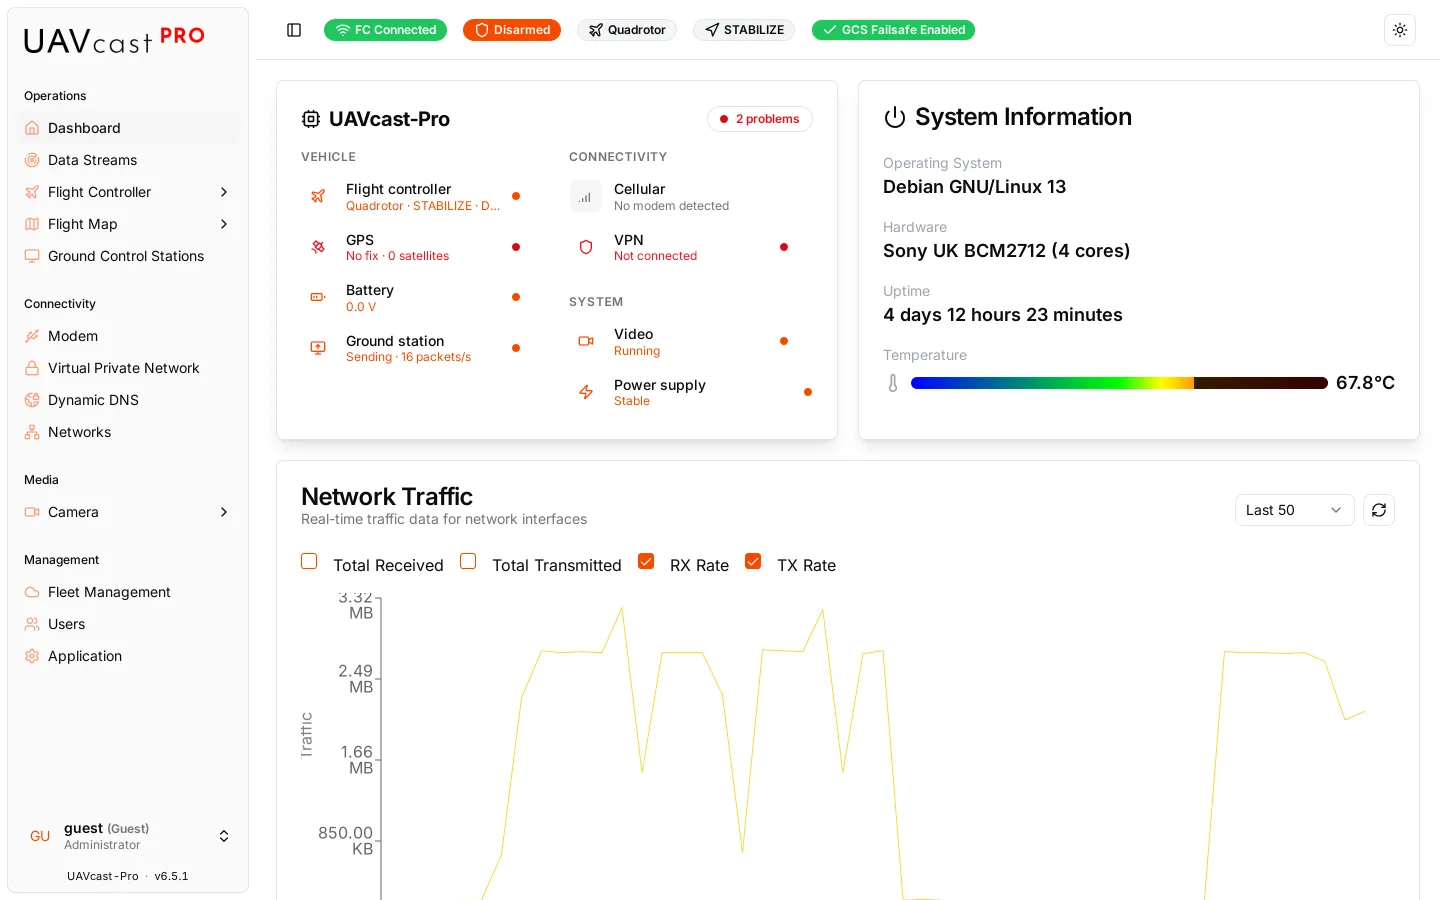 UAVcast PRO
Operations
Dashboard
Data Streams
Flight Controller
Flight Map
Ground Control Stations
Connectivity
Modem
Virtual Private Network
Dynamic DNS
Networks
Media
Camera
Management
Fleet Management
Users
Application
GU
guest (Guest)
Administrator
UAVcast-Pro · v6.5.1
FC Connected
Disarmed
Quadrotor
STABILIZE
GCS Failsafe Enabled
UAVcast-Pro
2 problems
VEHICLE
Flight controller
Quadrotor · STABILIZE · D...
GPS
No fix · 0 satellites
Battery
0.0 V
Ground station
Sending · 16 packets/s
CONNECTIVITY
Cellular
No modem detected
VPN
Not connected
SYSTEM
Video
Running
Power supply
Stable
System Information
Operating System
Debian GNU/Linux 13
Hardware
Sony UK BCM2712 (4 cores)
Uptime
4 days 12 hours 23 minutes
Temperature
67.8°C
Network Traffic
Real-time traffic data for network interfaces
Last 50
Total Received
Total Transmitted
RX Rate
TX Rate
3.32
MB
2.49
MB
1.66
MB
850.00
KB
Traffic